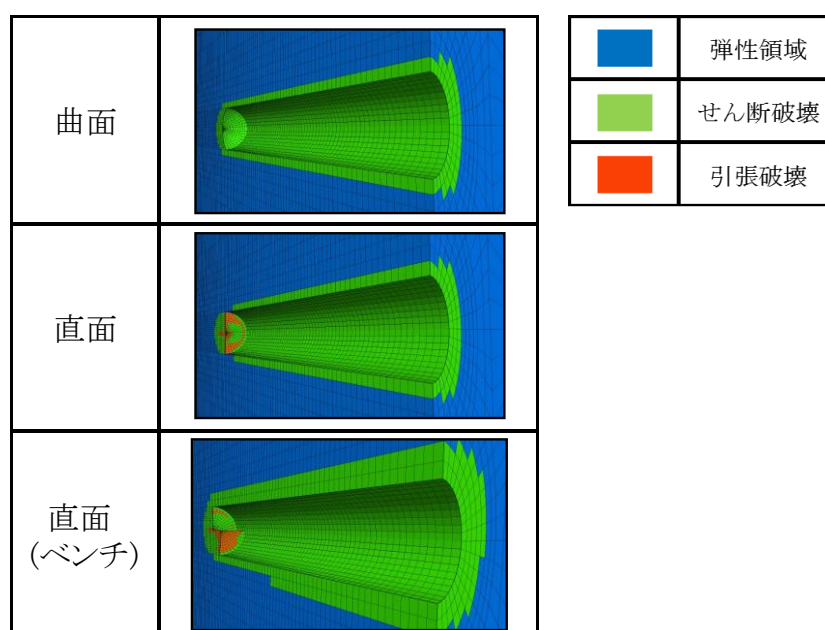 曲面
直面
直面
(ベンチ)
弾性領域
せん断破壊
引張破壊